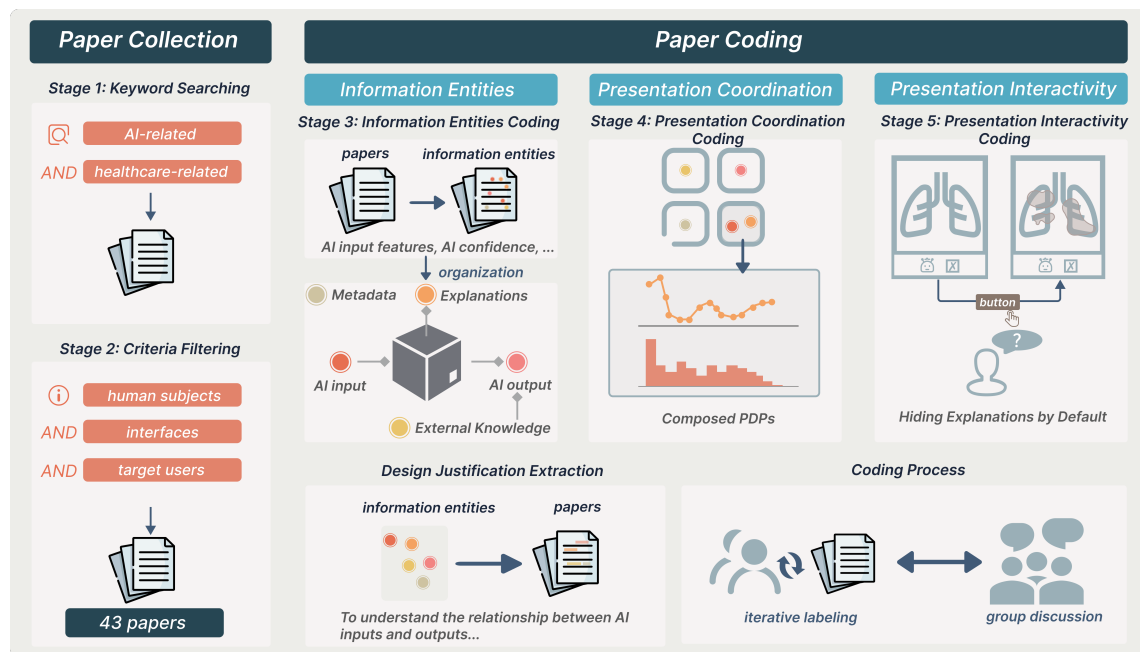 Paper Collection
Stage 1: Keyword Searching
AI-related
AND healthcare-related
Stage 2: Criteria Filtering
human subjects
AND interfaces
AND target users
43 papers
Paper Coding
Information Entities
Stage 3: Information Entities Coding
papers
information entities
AI input features, AI confidence, ...
organization
Metadata
Explanations
AI input
AI output
External Knowledge
Presentation Coordination
Stage 4: Presentation Coordination
Coding
Composed PDPs
Presentation Interactivity
Stage 5: Presentation Interactivity
Coding
button
?
Hiding Explanations by Default
Design Justification Extraction
information entities
papers
To understand the relationship between AI
inputs and outputs...
Coding Process
iterative labeling
group discussion